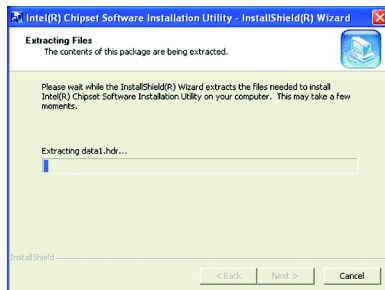 Intel(R) Chipset Software Installation Utility - InstallShield(R) Wizard
Extracting Files
The contents of this package are being extracted.
Please wait while the InstallShield(R) Wizard extracts the files needed to install
Intel(R) Chipset Software Installation Utility on your computer. This may take a few
moments.
Extracting data1.hdr...
InstallShield
< Back
Next >
Cancel